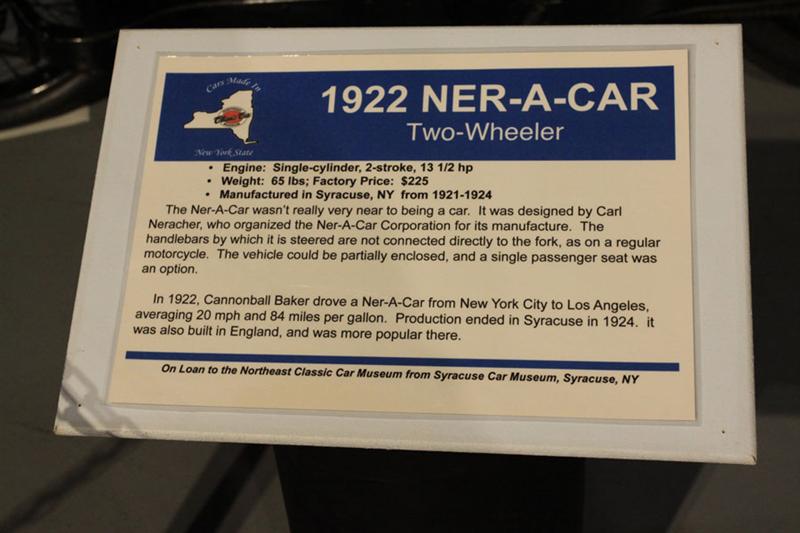 Cars Made In
New York State
1922 NER-A-CAR
Two-Wheeler
• Engine: Single-cylinder, 2-stroke, 13 1/2 hp
• Weight: 65 lbs; Factory Price: $225
• Manufactured in Syracuse, NY from 1921-1924
The Ner-A-Car wasn't really very near to being a car. It was designed by Carl
Neracher, who organized the Ner-A-Car Corporation for its manufacture. The
handlebars by which it is steered are not connected directly to the fork, as on a regular
motorcycle. The vehicle could be partially enclosed, and a single passenger seat was
an option.
In 1922, Cannonball Baker drove a Ner-A-Car from New York City to Los Angeles,
averaging 20 mph and 84 miles per gallon. Production ended in Syracuse in 1924. it
was also built in England, and was more popular there.
On Loan to the Northeast Classic Car Museum from Syracuse Car Museum, Syracuse, NY